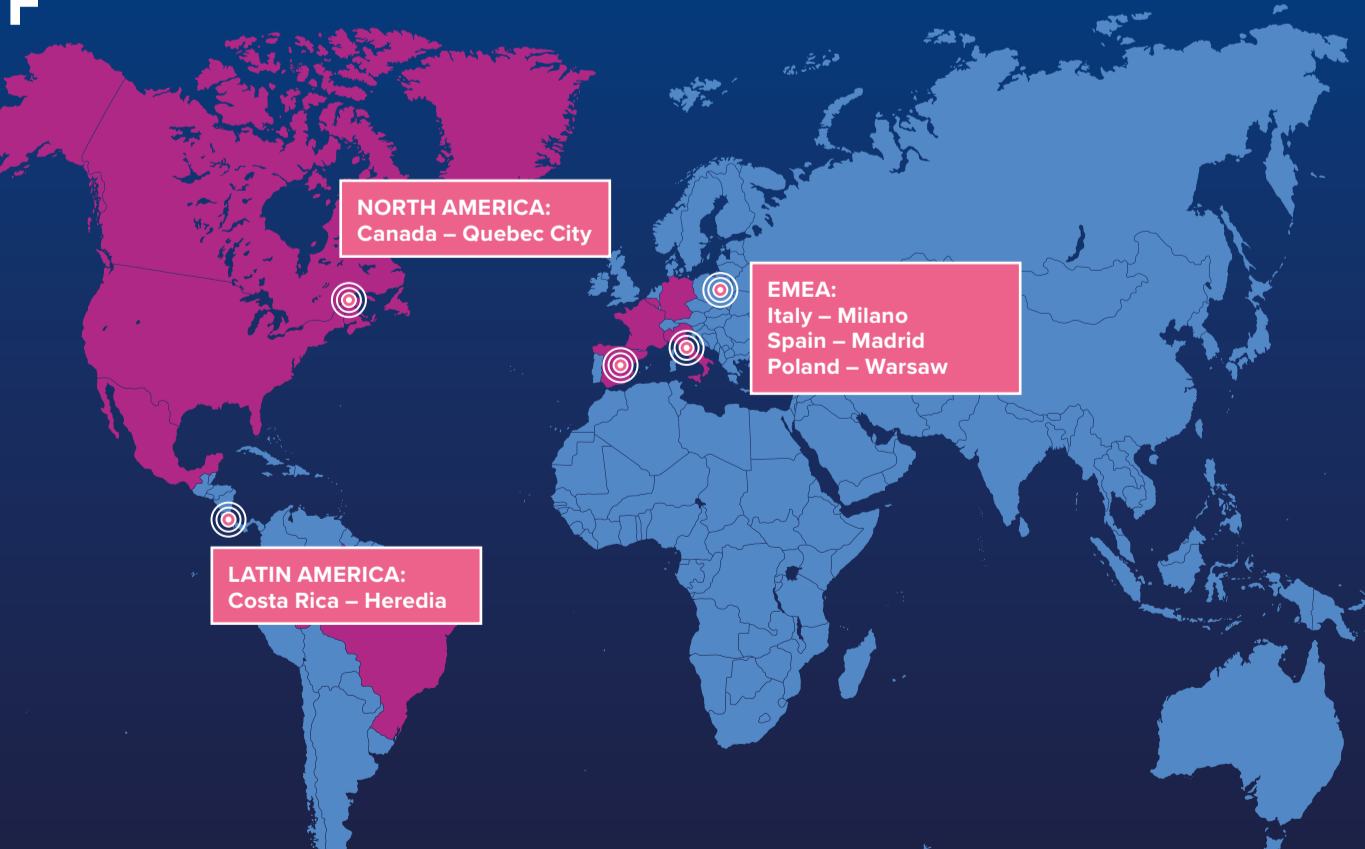 NORTH AMERICA:
Canada – Quebec City
EMEA:
Italy – Milano
Spain – Madrid
Poland – Warsaw
LATIN AMERICA:
Costa Rica – Heredia